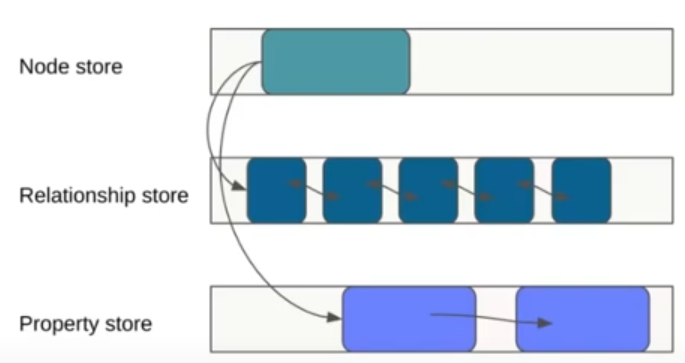 Node store
Relationship store
Property store